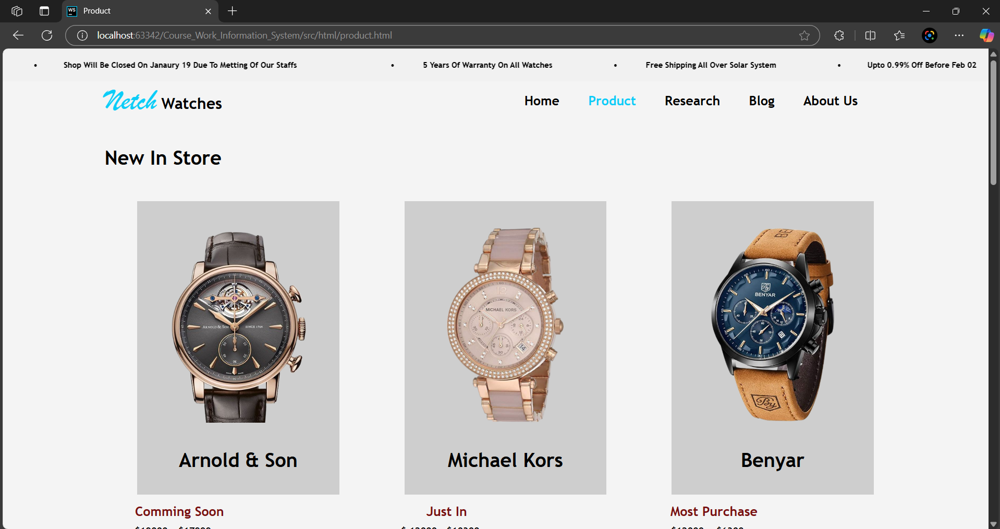 Product
localhost:63342/Course_Work_Information_System/src/html/product.html
• Shop Will Be Closed On Janaury 19 Due To Metting Of Our Staffs • 5 Years Of Warranty On All Watches • Free Shipping All Over Solar System • Upto 0.99% Off Before Feb 02
Netch Watches
Home Product Research Blog About Us
New In Store
ARNOLD & SON SINCE 1764
MICHAEL KORS
BENYAR
By
Arnold & Son
Michael Kors
Benyar
Comming Soon
Just In
Most Purchase